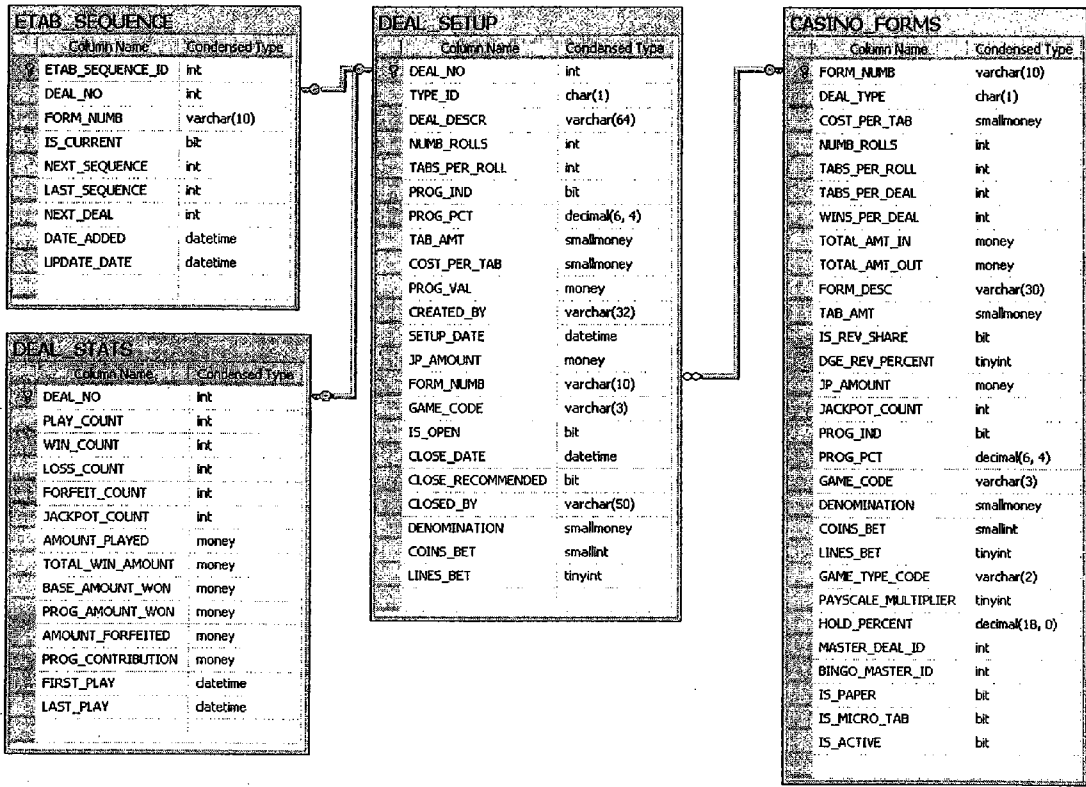 ETAB_SEQUENCE
Column Name Condensed Type
ETAB_SEQUENCE_ID int
DEAL_NO int
FORM_NUMB varchar(10)
IS_CURRENT bit
NEXT_SEQUENCE int
LAST_SEQUENCE int
NEXT_DEAL int
DATE_ADDED datetime
UPDATE_DATE datetime
DEAL_STATS
Column Name Condensed Type
DEAL_NO int
PLAY_COUNT int
WIN_COUNT int
LOSS_COUNT int
FORFEIT_COUNT int
JACKPOT_COUNT int
AMOUNT_PLAYED money
TOTAL_WIN_AMOUNT money
BASE_AMOUNT_WON money
PROG_AMOUNT_WON money
AMOUNT_FORFEITED money
PROG_CONTRIBUTION money
FIRST_PLAY datetime
LAST_PLAY datetime
DEAL_SETUP
Column Name Condensed Type
DEAL_NO int
TYPE_ID char(1)
DEAL_DESCR varchar(64)
NUMB_ROLLS int
TABS_PER_ROLL int
PROG_IND bit
PROG_PCT decimal(6, 4)
TAB_AMT smallmoney
COST_PER_TAB smallmoney
PROG_VAL money
CREATED_BY varchar(32)
SETUP_DATE datetime
JP_AMOUNT money
FORM_NUMB varchar(10)
GAME_CODE varchar(3)
IS_OPEN bit
CLOSE_DATE datetime
CLOSE_RECOMMENDED bit
CLOSED_BY varchar(50)
DENOMINATION smallmoney
COINS_BET smallint
LINES_BET tinyint
CASINO_FORMS
Column Name Condensed Type
FORM_NUMB varchar(10)
DEAL_TYPE char(1)
COST_PER_TAB smallmoney
NUMB_ROLLS int
TABS_PER_ROLL int
TABS_PER_DEAL int
WINS_PER_DEAL int
TOTAL_AMT_IN money
TOTAL_AMT_OUT money
FORM_DESC varchar(30)
TAB_AMT smallmoney
IS_REV_SHARE bit
DGE_REV_PERCENT tinyint
JP_AMOUNT money
JACKPOT_COUNT int
PROG_IND bit
PROG_PCT decimal(6, 4)
GAME_CODE varchar(3)
DENOMINATION smallmoney
COINS_BET smallint
LINES_BET tinyint
GAME_TYPE_CODE varchar(2)
PAYSCALE_MULTIPLIER tinyint
HOLD_PERCENT decimal(18, 0)
MASTER_DEAL_ID int
BINGO_MASTER_ID int
IS_PAPER bit
IS_MICRO_TAB bit
IS_ACTIVE bit